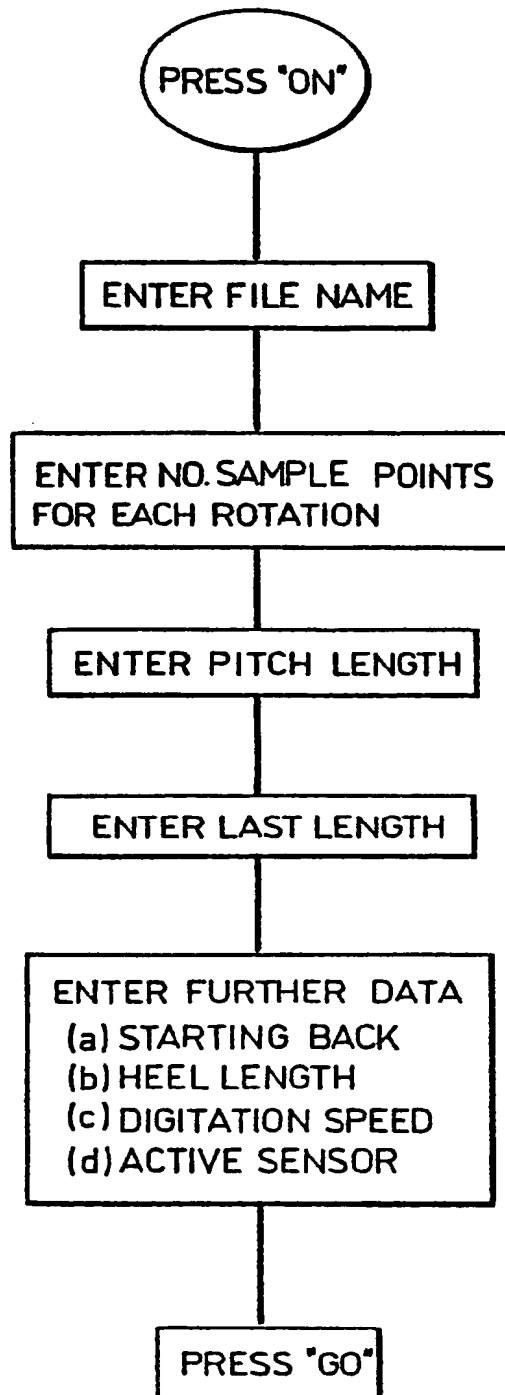 PRESS "ON"
ENTER FILE NAME
ENTER NO. SAMPLE POINTS
FOR EACH ROTATION
ENTER PITCH LENGTH
ENTER LAST LENGTH
ENTER FURTHER DATA
(a) STARTING BACK
(b) HEEL LENGTH
(c) DIGITATION SPEED
(d) ACTIVE SENSOR
PRESS "GO"